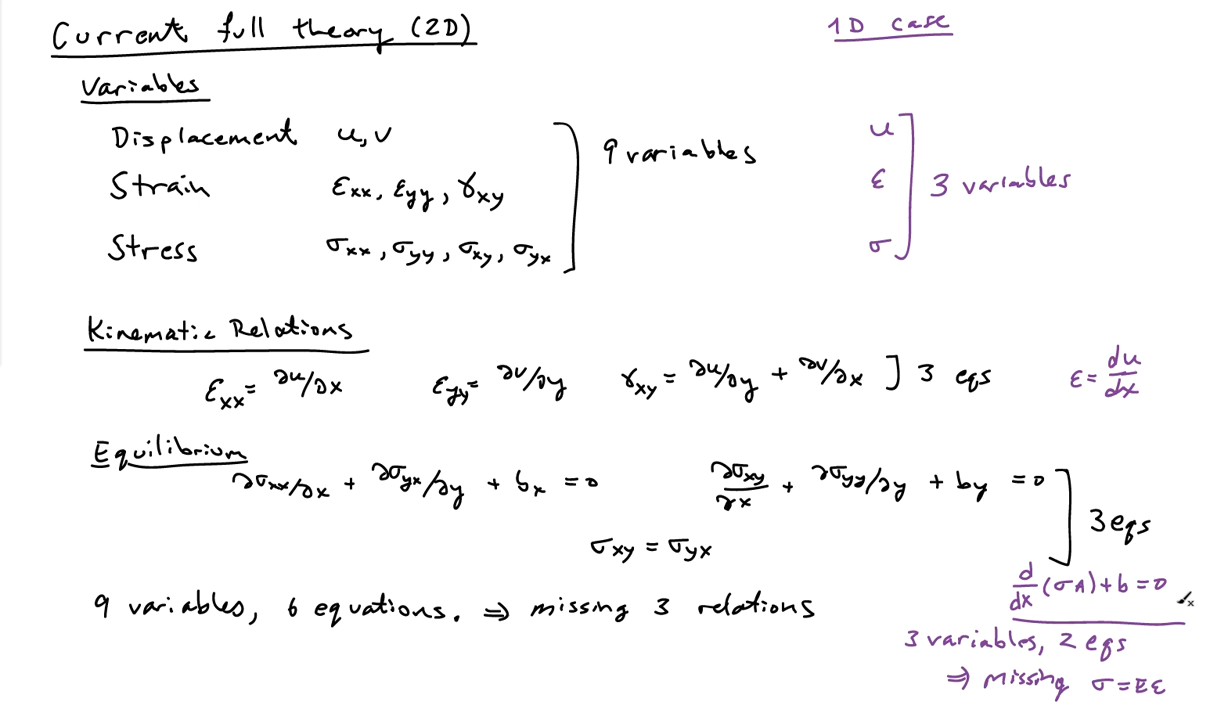 Current full theory (2D)
1D case
Variables
Displacement u, v
Strain εxx, εyy, γxy
Stress σxx, σyy, σxy, σyx
9 variables
u
ε
σ
3 variables
Kinematic Relations
εxx = ∂u/∂x   εyy = ∂v/∂y   γxy = ∂u/∂y + ∂v/∂x ] 3 eqs
ε = du/dx
Equilibrium
∂σxx/∂x + ∂σyx/∂y + bx = 0   ∂σxy/∂x + ∂σyy/∂y + by = 0
σxy = σyx
3 eqs
d/dx (σA) + b = 0
9 variables, 6 equations. ⇒ missing 3 relations
3 variables, 2 eqs
⇒ missing σ = Eε